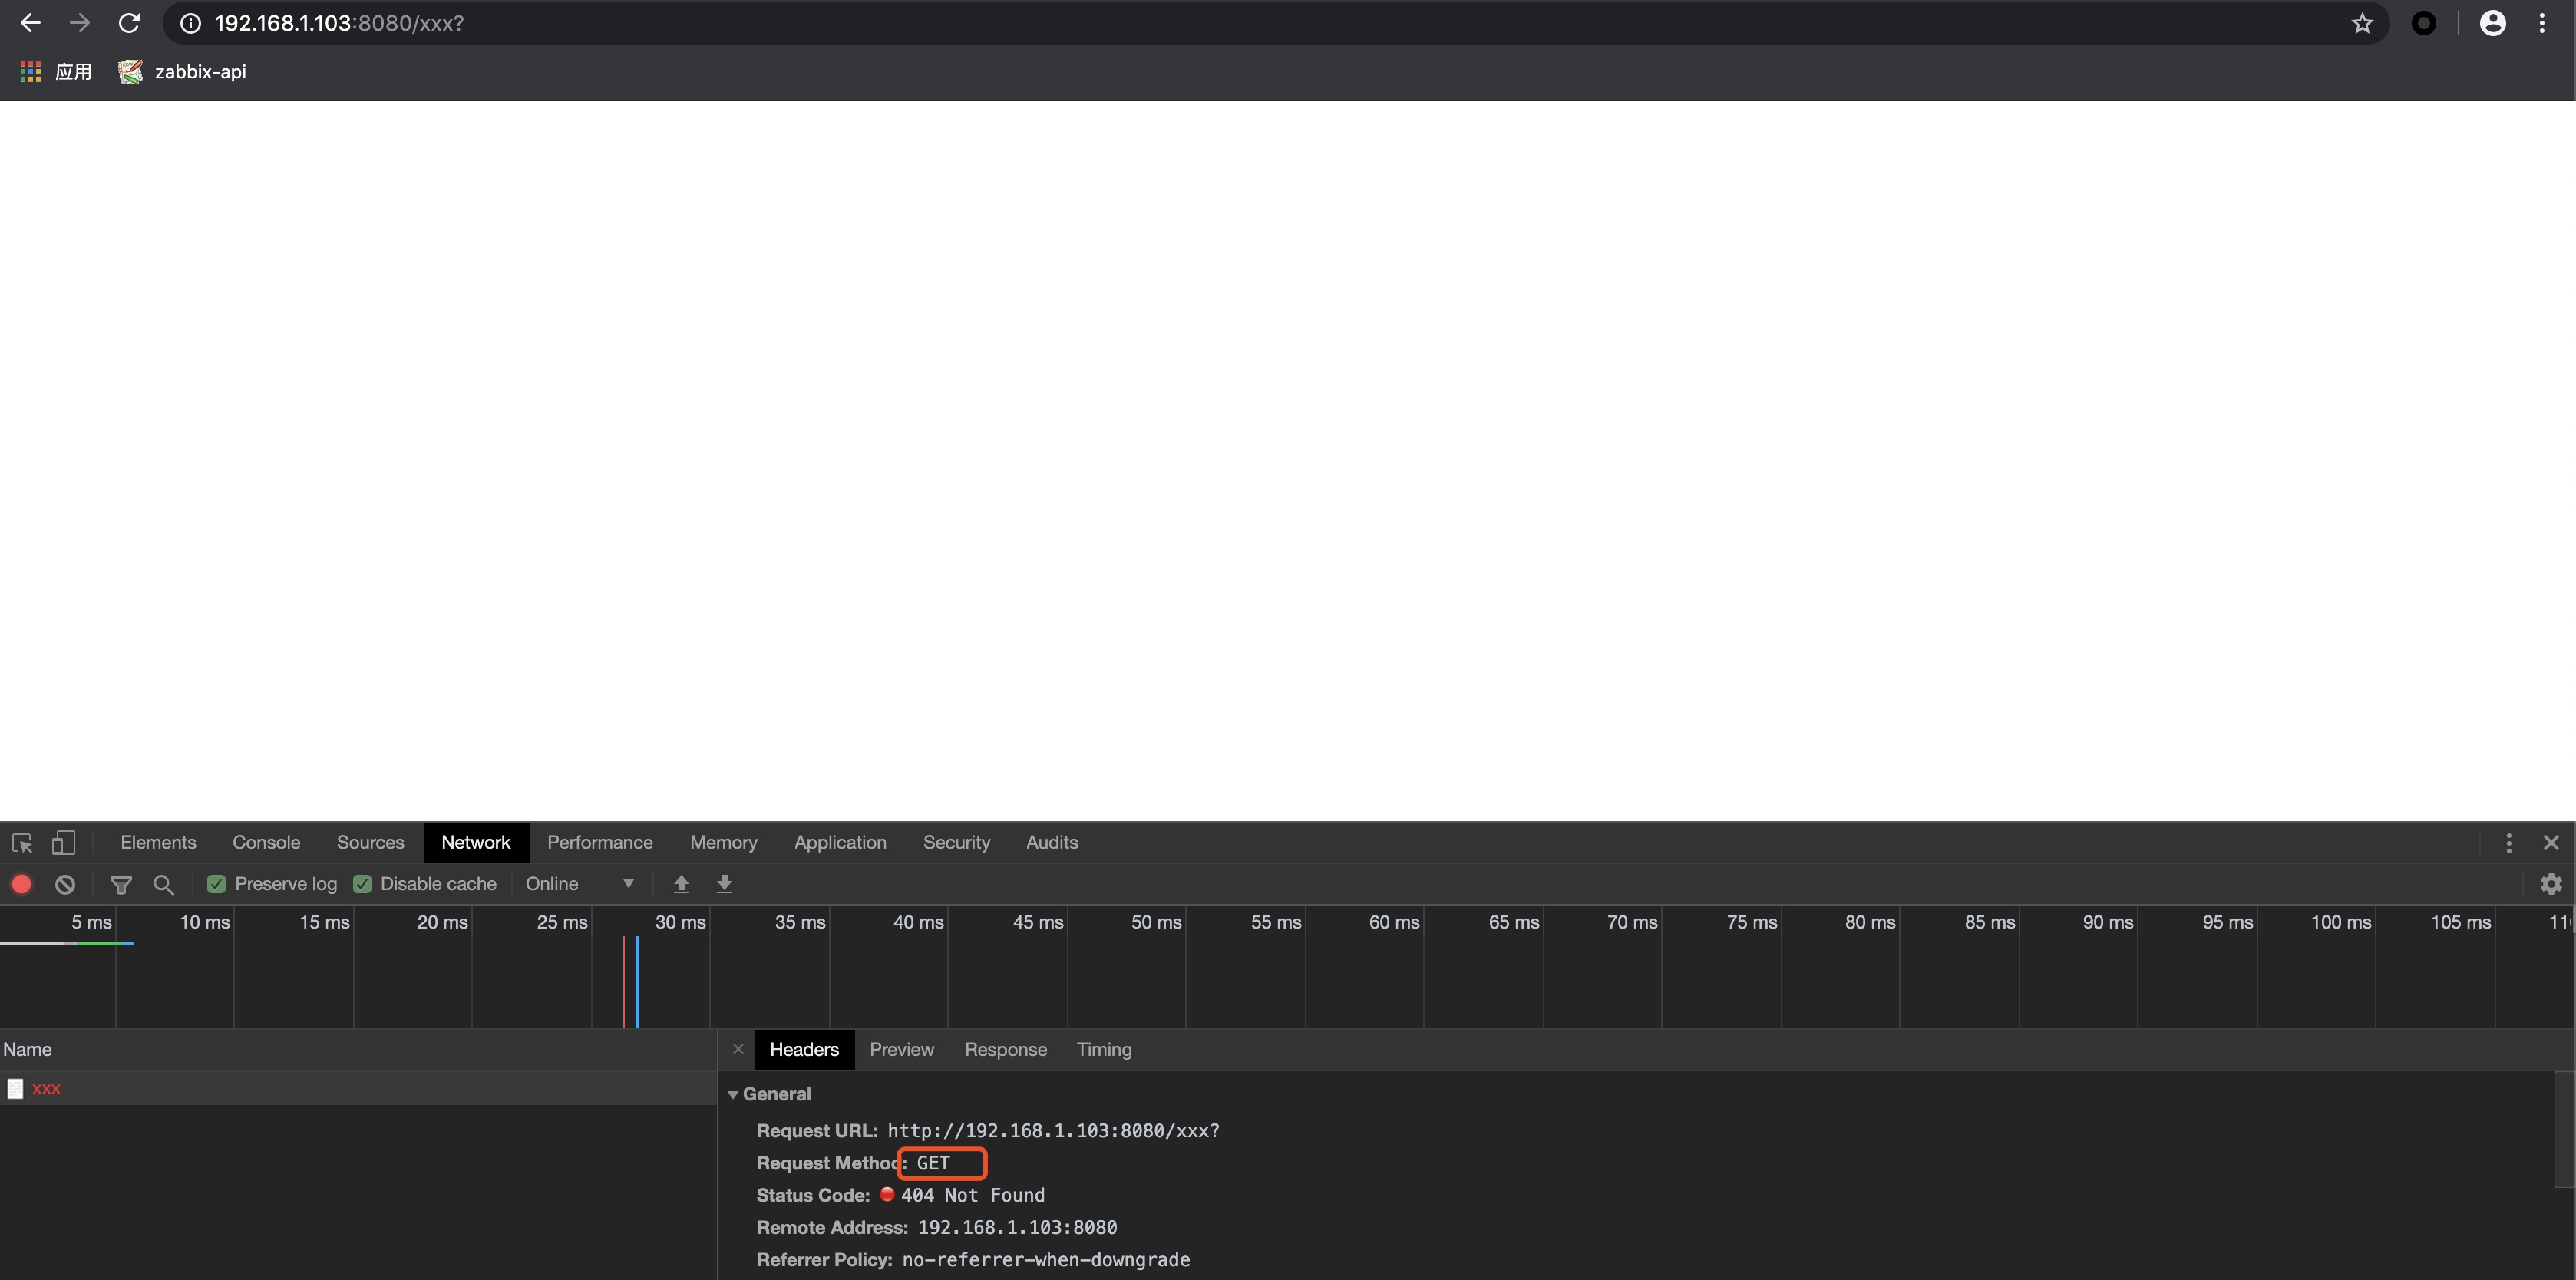 192.168.1.103:8080/xxx?
应用 zabbix-api
Elements Console Sources Network Performance Memory Application Security Audits
Preserve log Disable cache Online
5 ms 10 ms 15 ms 20 ms 25 ms 30 ms 35 ms 40 ms 45 ms 50 ms 55 ms 60 ms 65 ms 70 ms 75 ms 80 ms 85 ms 90 ms 95 ms 100 ms 105 ms
Name
Headers Preview Response Timing
xxx
General
Request URL: http://192.168.1.103:8080/xxx?
Request Method: GET
Status Code: 404 Not Found
Remote Address: 192.168.1.103:8080
Referrer Policy: no-referrer-when-downgrade